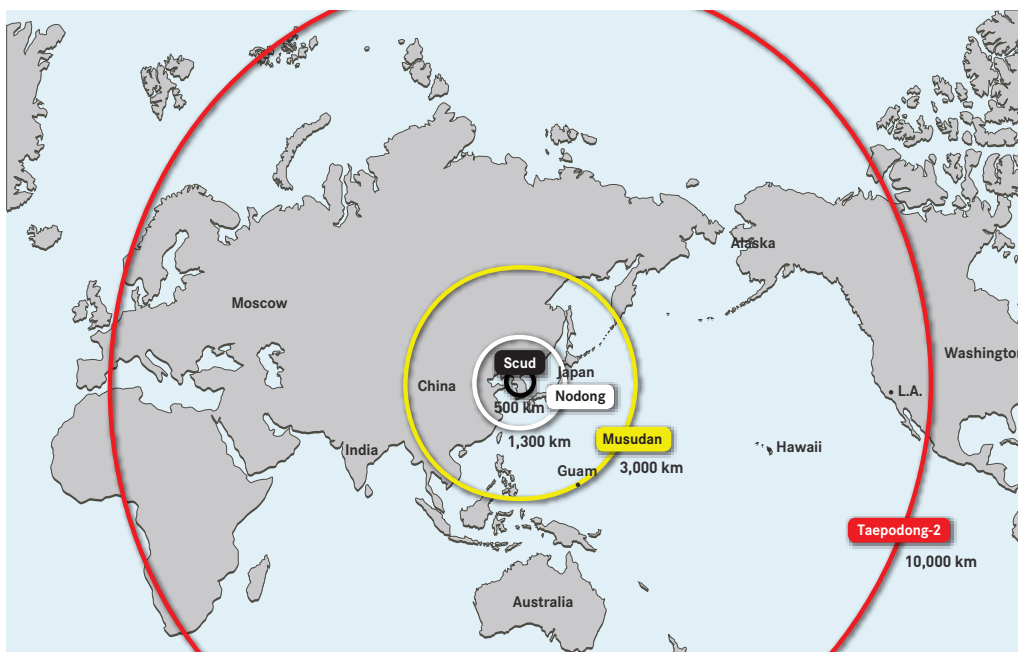 Alaska
Moscow
Washington
Scud
Japan
China
L.A.
Nodong
500 km
Musudan
1,300 km
Hawaii
India
3,000 km
Guam
Taepodong-2
10,000 km
Australia